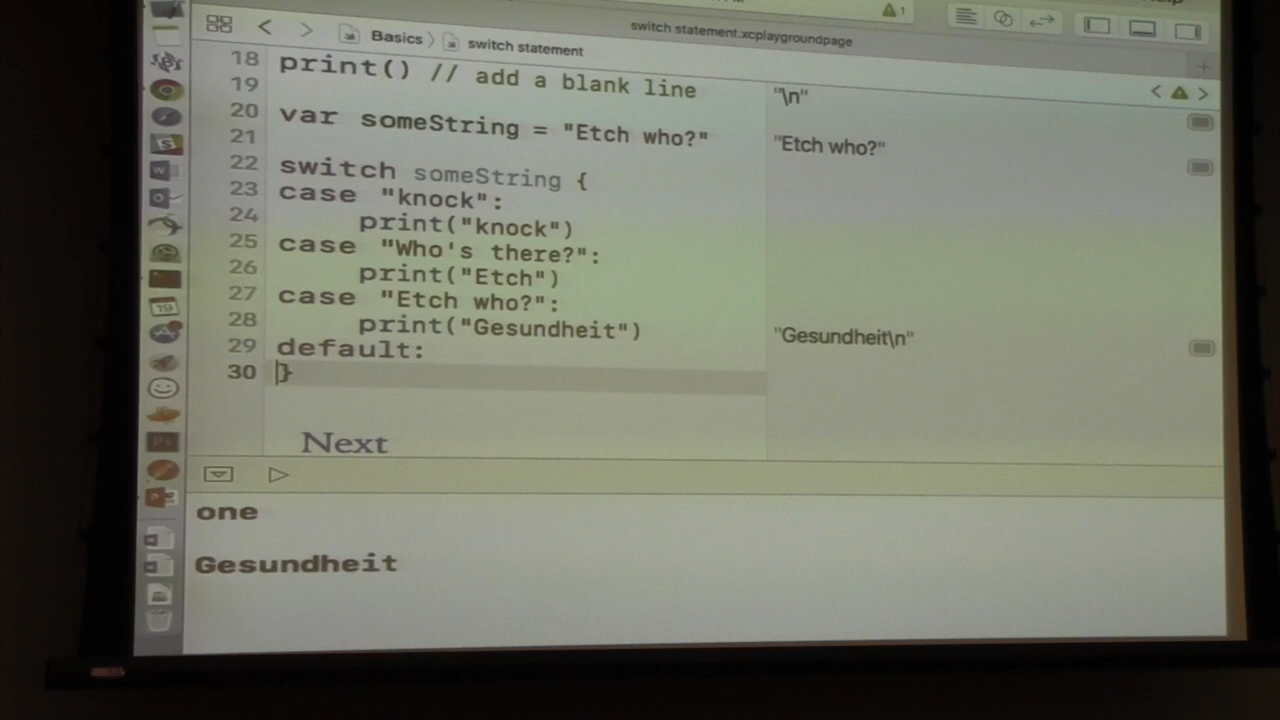 switch statement.xcplaygroundpage
1
Basics
switch statement
18 print() // add a blank line
"\n"
19
20 var someString = "Etch who?"
"Etch who?"
21
22 switch someString {
23 case "knock":
24 print("knock")
25 case "Who's there?":
26 print("Etch")
27 case "Etch who?":
28 print("Gesundheit")
"Gesundheit\n"
29 default:
30 }
Next
one
Gesundheit
19